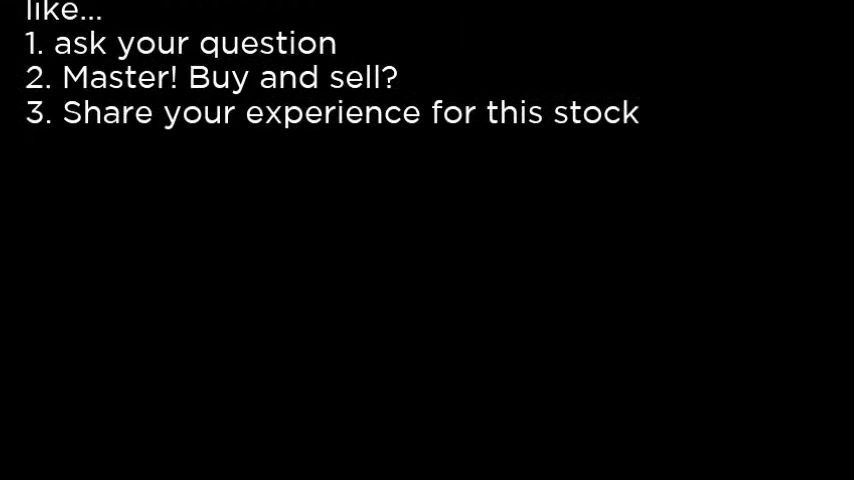 like...
1. ask your question
2. Master! Buy and sell?
3. Share your experience for this stock